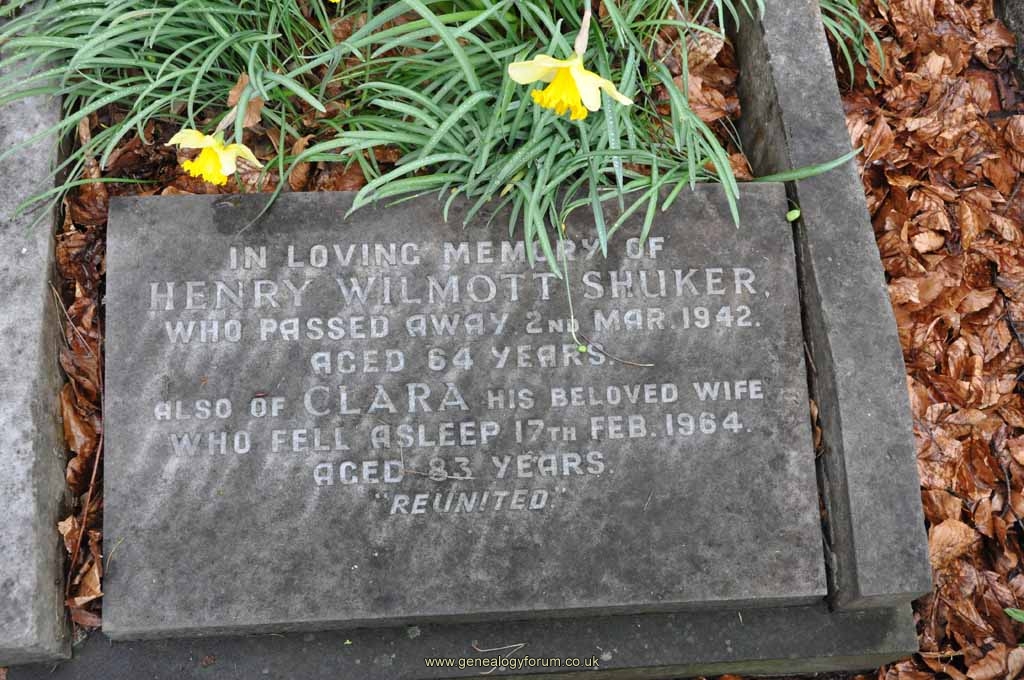 IN LOVING MEMORY OF
HENRY WILMOTT SHUKER,
WHO PASSED AWAY 2ND MAR. 1942.
AGED 64 YEARS.
ALSO OF CLARA HIS BELOVED WIFE
WHO FELL ASLEEP 17TH FEB. 1964.
AGED 83 YEARS.
"REUNITED."
www.genealogyforum.co.uk